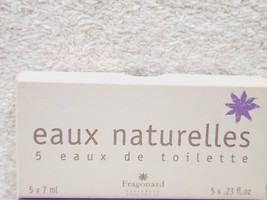 eaux naturelles
5 eaux de toilette
5 x 7 ml
Fragonard
5 x .23 fl.oz